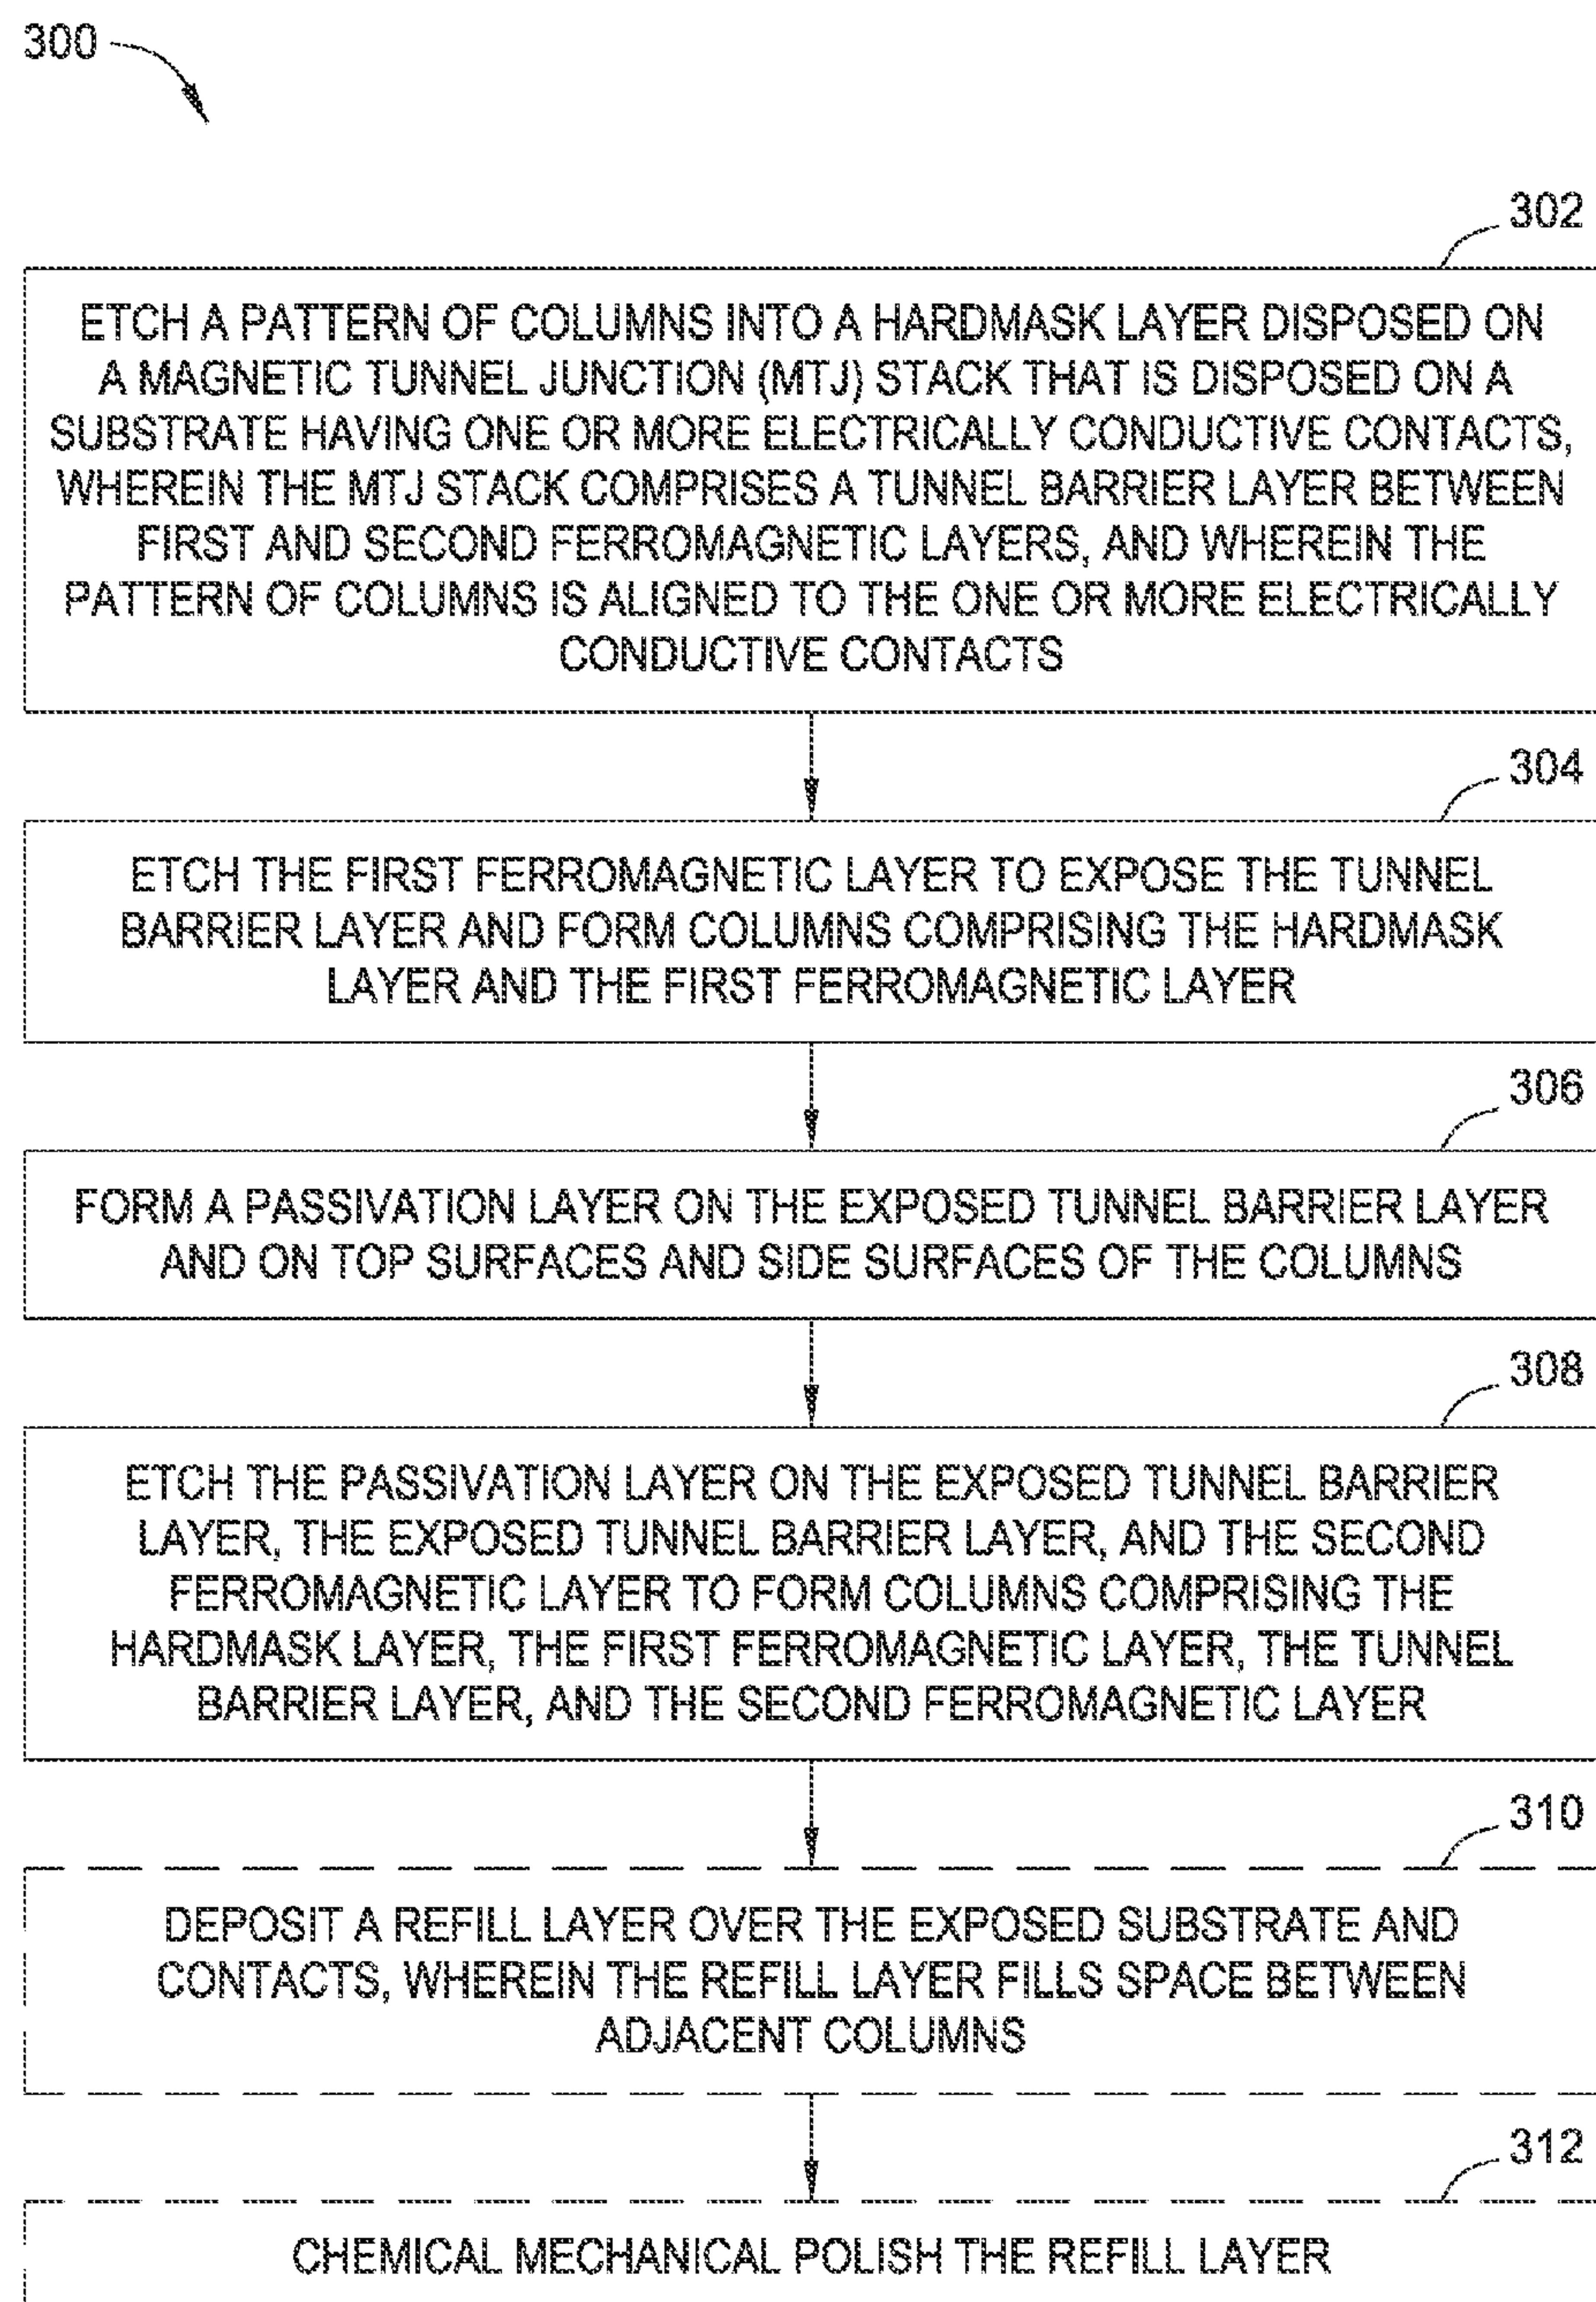 300
302
ETCH A PATTERN OF COLUMNS INTO A HARDMASK LAYER DISPOSED ON
A MAGNETIC TUNNEL JUNCTION (MTJ) STACK THAT IS DISPOSED ON A
SUBSTRATE HAVING ONE OR MORE ELECTRICALLY CONDUCTIVE CONTACTS,
WHEREIN THE MTJ STACK COMPRISES A TUNNEL BARRIER LAYER BETWEEN
FIRST AND SECOND FERROMAGNETIC LAYERS, AND WHEREIN THE
PATTERN OF COLUMNS IS ALIGNED TO THE ONE OR MORE ELECTRICALLY
CONDUCTIVE CONTACTS
304
ETCH THE FIRST FERROMAGNETIC LAYER TO EXPOSE THE TUNNEL
BARRIER LAYER AND FORM COLUMNS COMPRISING THE HARDMASK
LAYER AND THE FIRST FERROMAGNETIC LAYER
306
FORM A PASSIVATION LAYER ON THE EXPOSED TUNNEL BARRIER LAYER
AND ON TOP SURFACES AND SIDE SURFACES OF THE COLUMNS
308
ETCH THE PASSIVATION LAYER ON THE EXPOSED TUNNEL BARRIER
LAYER, THE EXPOSED TUNNEL BARRIER LAYER, AND THE SECOND
FERROMAGNETIC LAYER TO FORM COLUMNS COMPRISING THE
HARDMASK LAYER, THE FIRST FERROMAGNETIC LAYER, THE TUNNEL
BARRIER LAYER, AND THE SECOND FERROMAGNETIC LAYER
310
DEPOSIT A REFILL LAYER OVER THE EXPOSED SUBSTRATE AND
CONTACTS, WHEREIN THE REFILL LAYER FILLS SPACE BETWEEN
ADJACENT COLUMNS
312
CHEMICAL MECHANICAL POLISH THE REFILL LAYER